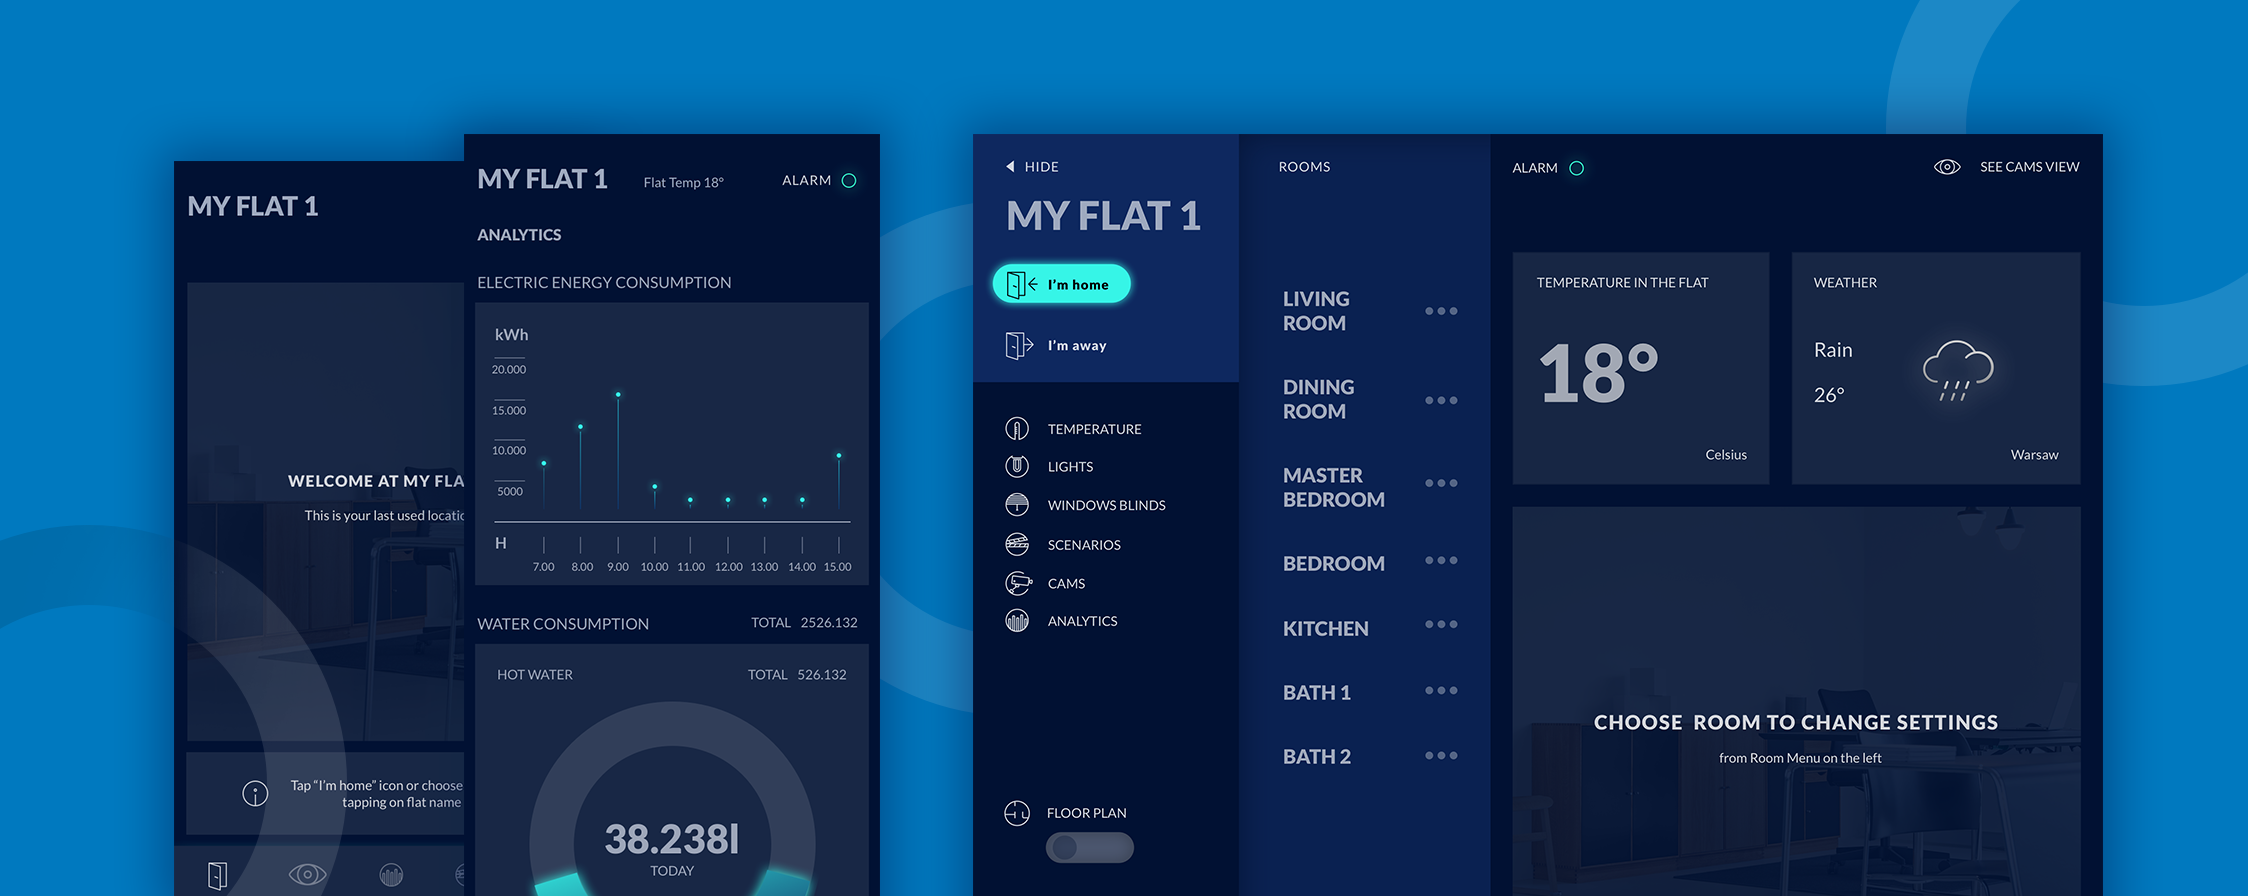 MY FLAT 1
WELCOME AT MY FLA
This is your last used locatio
Tap “I’m home” icon or choose
tapping on flat name
MY FLAT 1
Flat Temp 18°
ALARM
ANALYTICS
ELECTRIC ENERGY CONSUMPTION
kWh
20.000
15.000
10.000
5000
H
7.00 8.00 9.00 10.00 11.00 12.00 13.00 14.00 15.00
WATER CONSUMPTION
TOTAL 2526.132
HOT WATER
TOTAL 526.132
38.238l
TODAY
HIDE
MY FLAT 1
I’m home
I’m away
TEMPERATURE
LIGHTS
WINDOWS BLINDS
SCENARIOS
CAMS
ANALYTICS
FLOOR PLAN
ROOMS
LIVING
ROOM
DINING
ROOM
MASTER
BEDROOM
BEDROOM
KITCHEN
BATH 1
BATH 2
ALARM
SEE CAMS VIEW
TEMPERATURE IN THE FLAT
18°
Celsius
WEATHER
Rain
26°
Warsaw
CHOOSE ROOM TO CHANGE SETTINGS
from Room Menu on the left